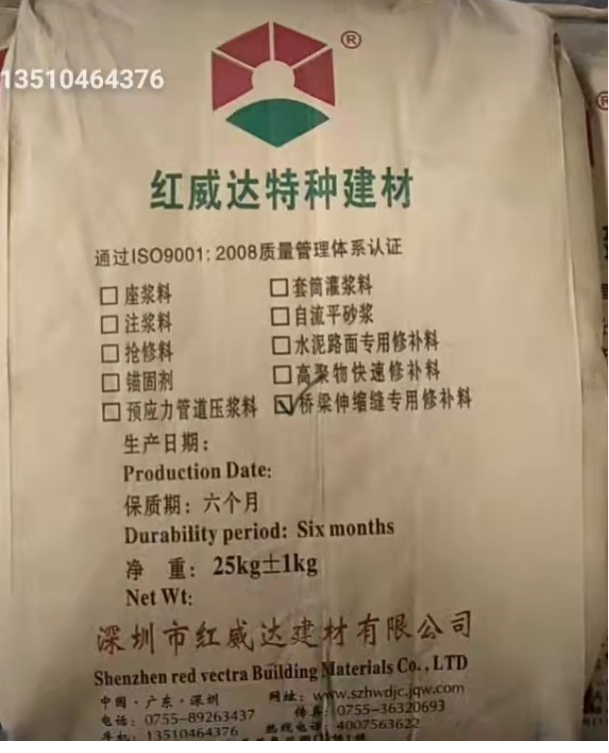 ®
13510464376
红威达特种建材
通过ISO9001: 2008质量管理体系认证
座浆料 套筒灌浆料
注浆料 自流平砂浆
抢修料 水泥路面专用修补料
锚固剂 高聚物快速修补料
预应力管道压浆料 桥梁伸缩缝专用修补料
生产日期:
Production Date:
保质期: 六个月
Durability period: Six months
净 重: 25kg±1kg
Net Wt:
深圳市红威达建材有限公司
Shenzhen red vectra Building Materials Co., LTD
中国·广东·深圳 网址: www.szhwdjc.jqw.com
电话: 0755-89263437 传真: 0755-36320693
手机: 13510464376 热线电话: 4007563622